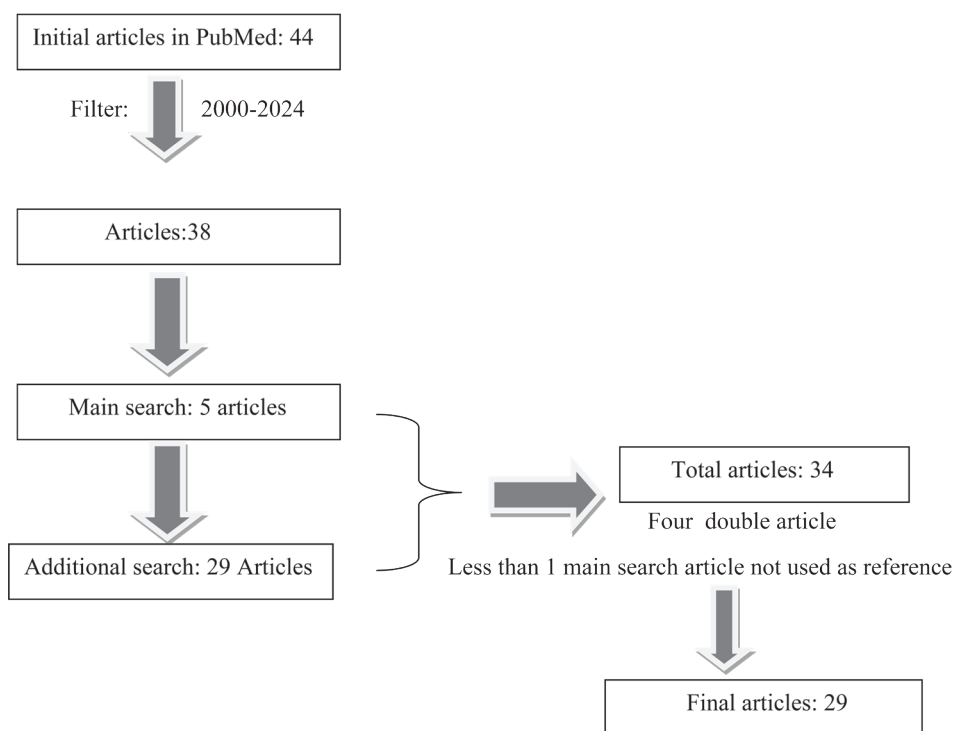 Initial articles in PubMed: 44
Filter: 2000-2024
Articles:38
Main search: 5 articles
Additional search: 29 Articles
Total articles: 34
Four double article
Less than 1 main search article not used as reference
Final articles: 29